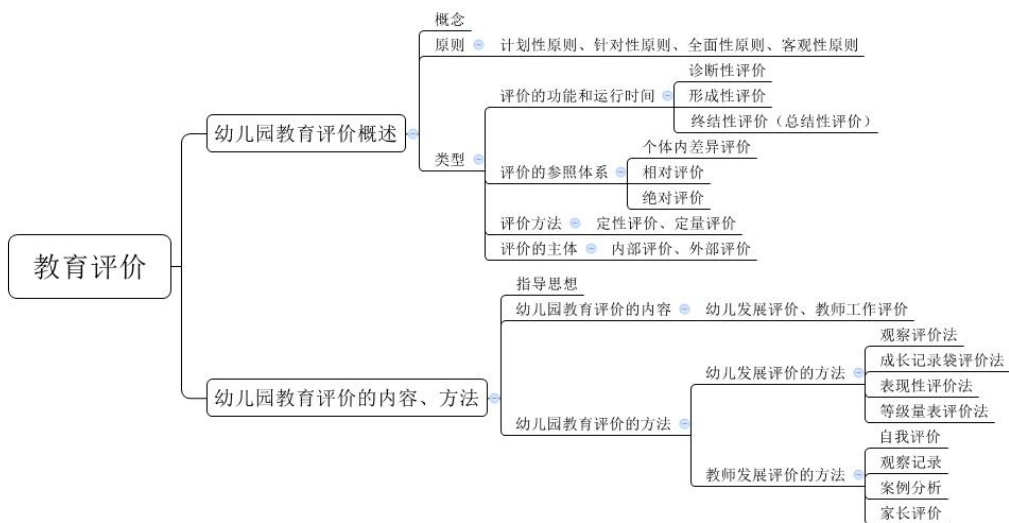 教育评价
幼儿园教育评价概述
概念
原则
计划性原则、针对性原则、全面性原则、客观性原则
类型
评价的功能和运行时间
诊断性评价
形成性评价
终结性评价（总结性评价）
评价的参照体系
个体内差异评价
相对评价
绝对评价
评价方法
定性评价、定量评价
评价的主体
内部评价、外部评价
幼儿园教育评价的内容、方法
指导思想
幼儿园教育评价的内容
幼儿发展评价、教师工作评价
幼儿园教育评价的方法
幼儿发展评价的方法
观察评价法
成长记录袋评价法
表现性评价法
等级量表评价法
教师发展评价的方法
自我评价
观察记录
案例分析
家长评价